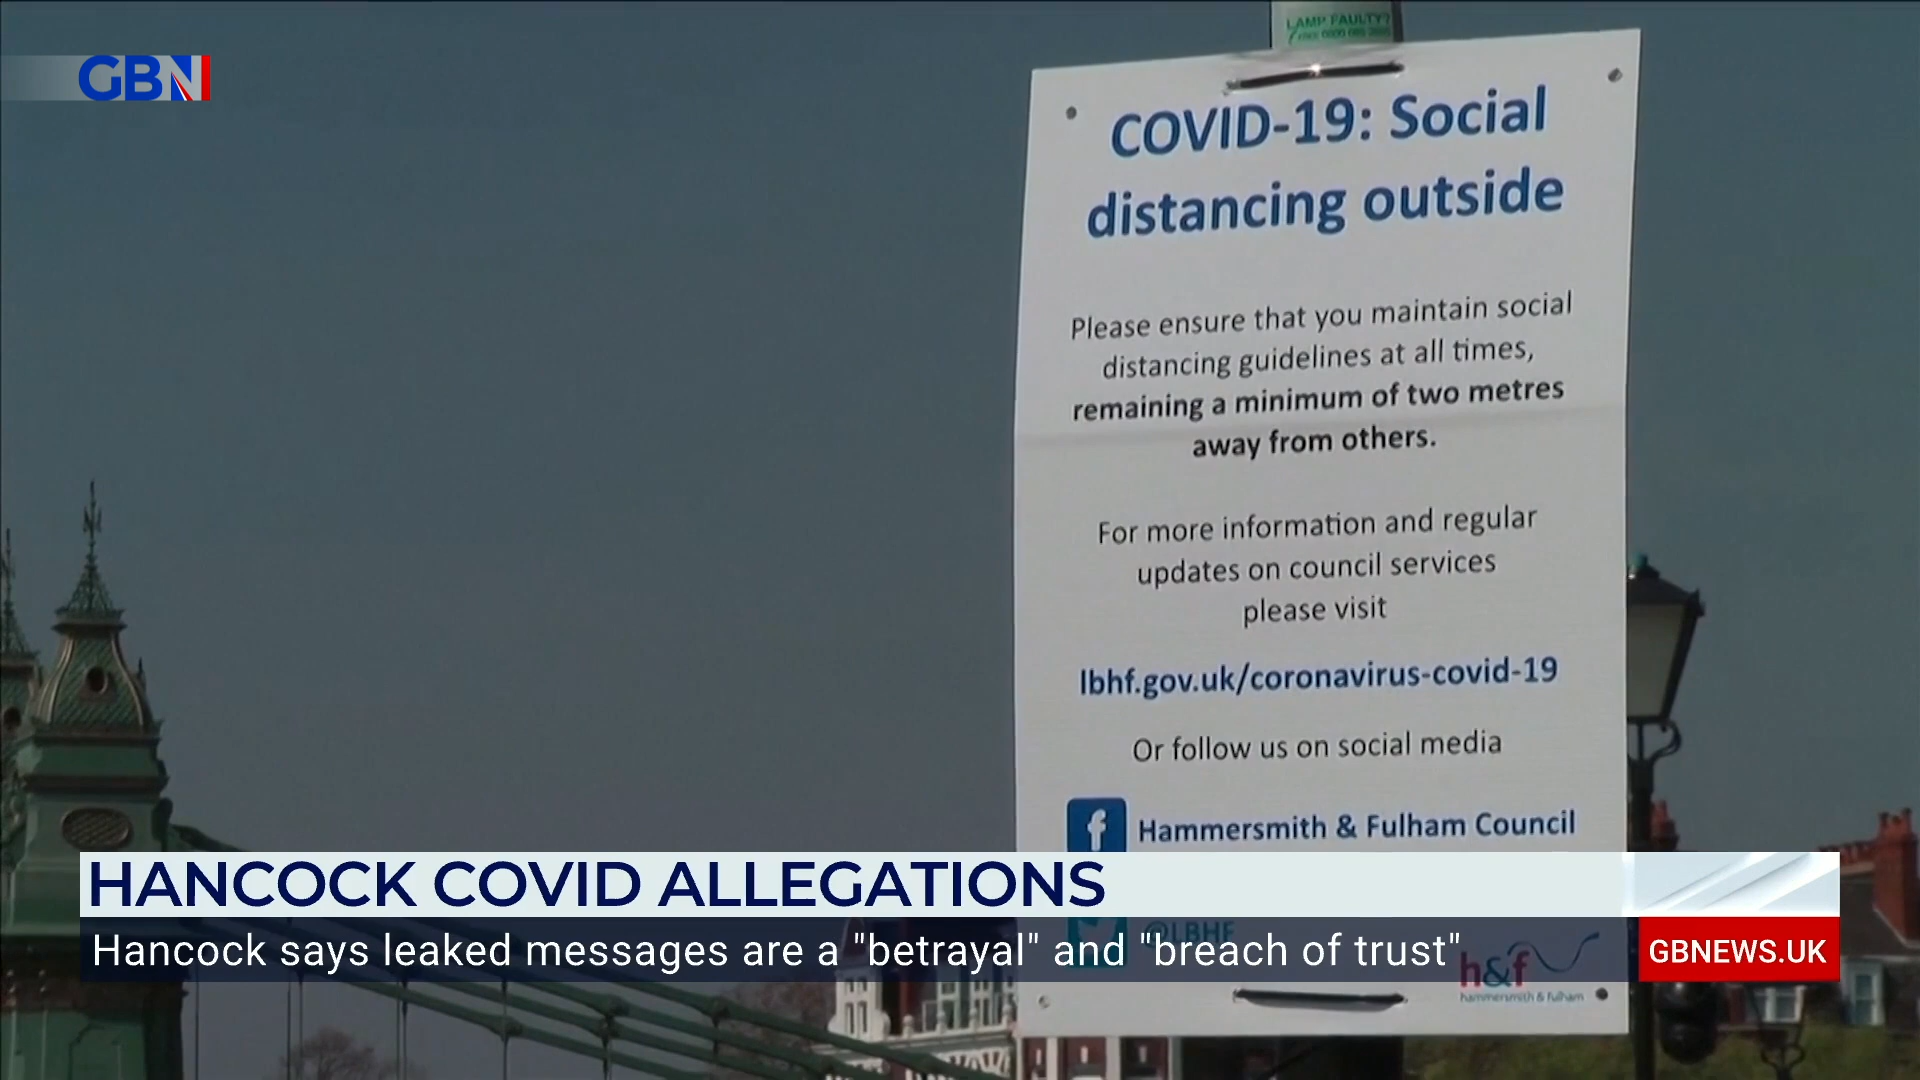 LAMP FAULTY?
GBN
COVID-19: Social
distancing outside
Please ensure that you maintain social
distancing guidelines at all times,
remaining a minimum of two metres
away from others.
For more information and regular
updates on council services
please visit
lbhf.gov.uk/coronavirus-covid-19
Or follow us on social media
f Hammersmith & Fulham Council
@LBHF
h&f
hammersmith & fulham
HANCOCK COVID ALLEGATIONS
Hancock says leaked messages are a "betrayal" and "breach of trust"
GBNEWS.UK